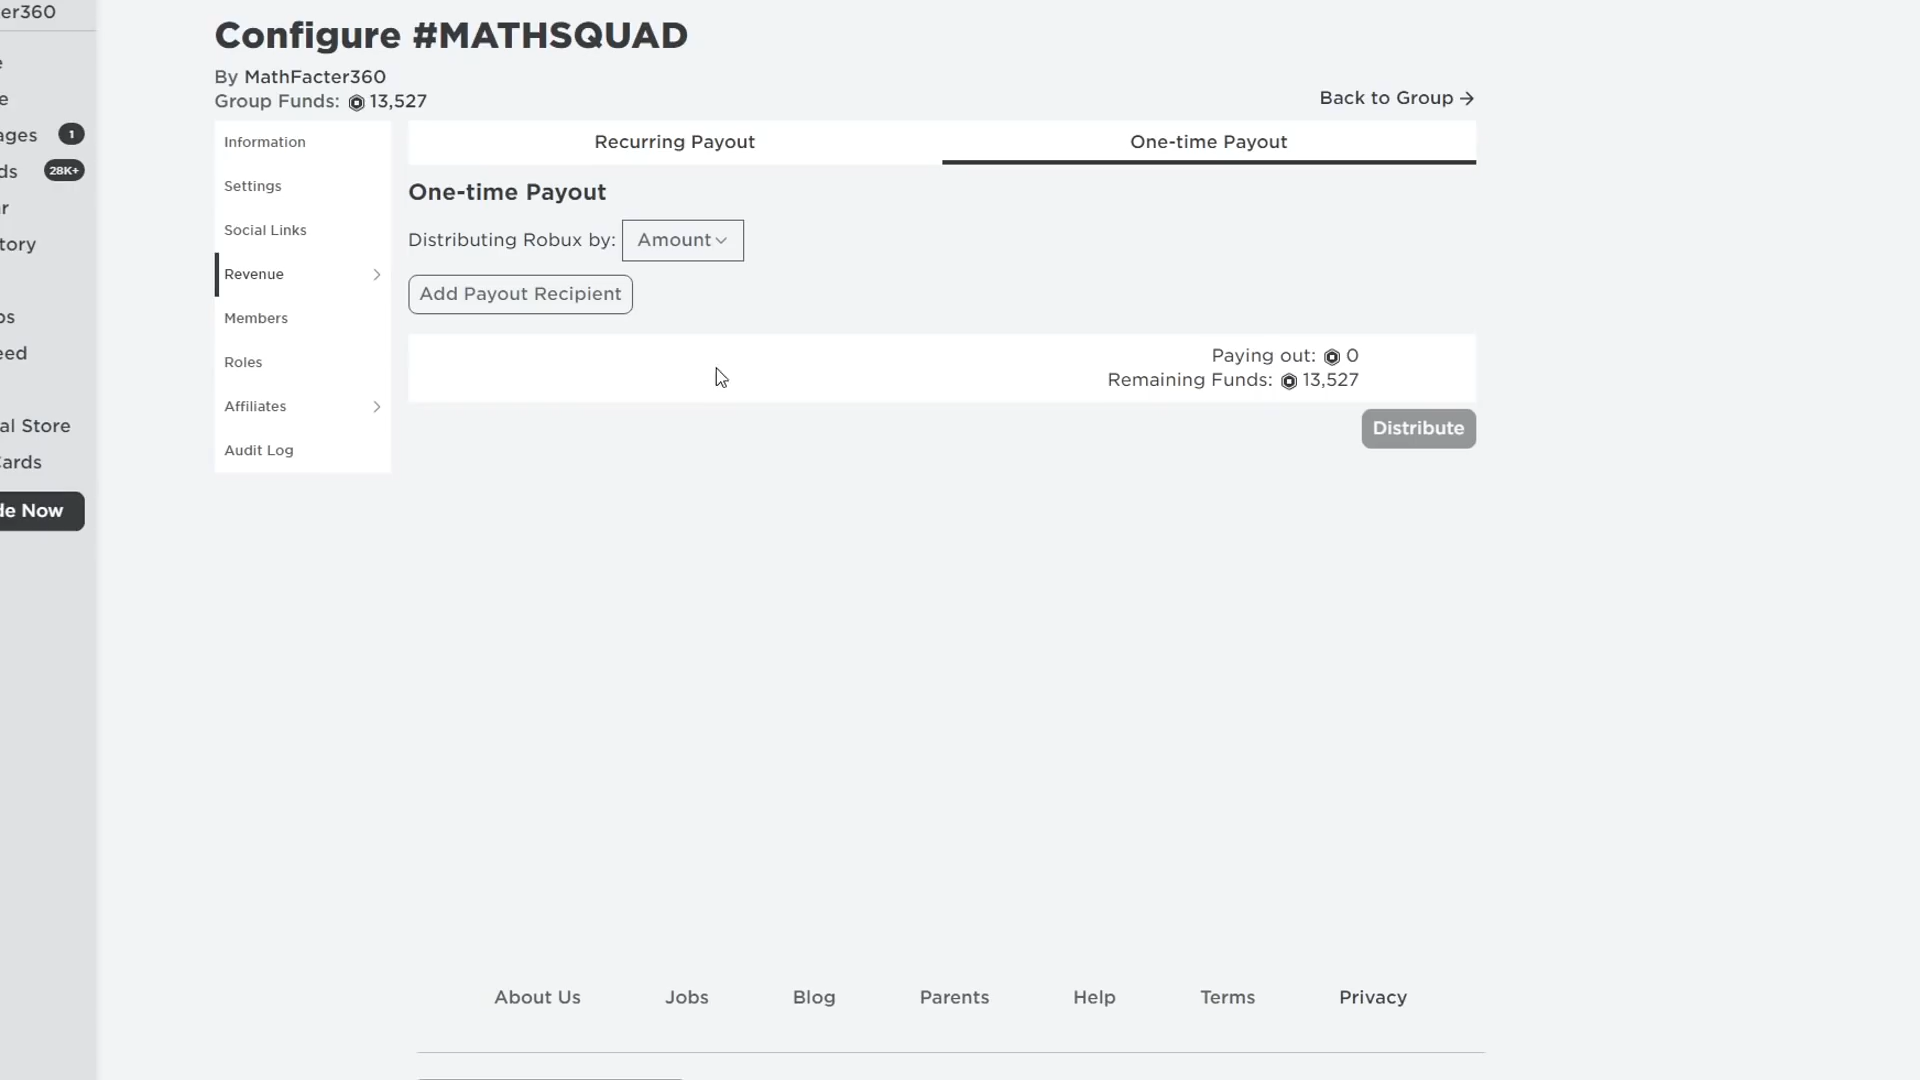 er360
Configure #MATHSQUAD
By MathFacter360
Group Funds: 13,527
Back to Group
ages 1
ds 28K+
tory
eed
al Store
Cards
de Now
Information
Settings
Social Links
Revenue
Members
Roles
Affiliates
Audit Log
Recurring Payout One-time Payout
One-time Payout
Distributing Robux by: Amount
Add Payout Recipient
Paying out: 0
Remaining Funds: 13,527
Distribute
About Us Jobs Blog Parents Help Terms Privacy